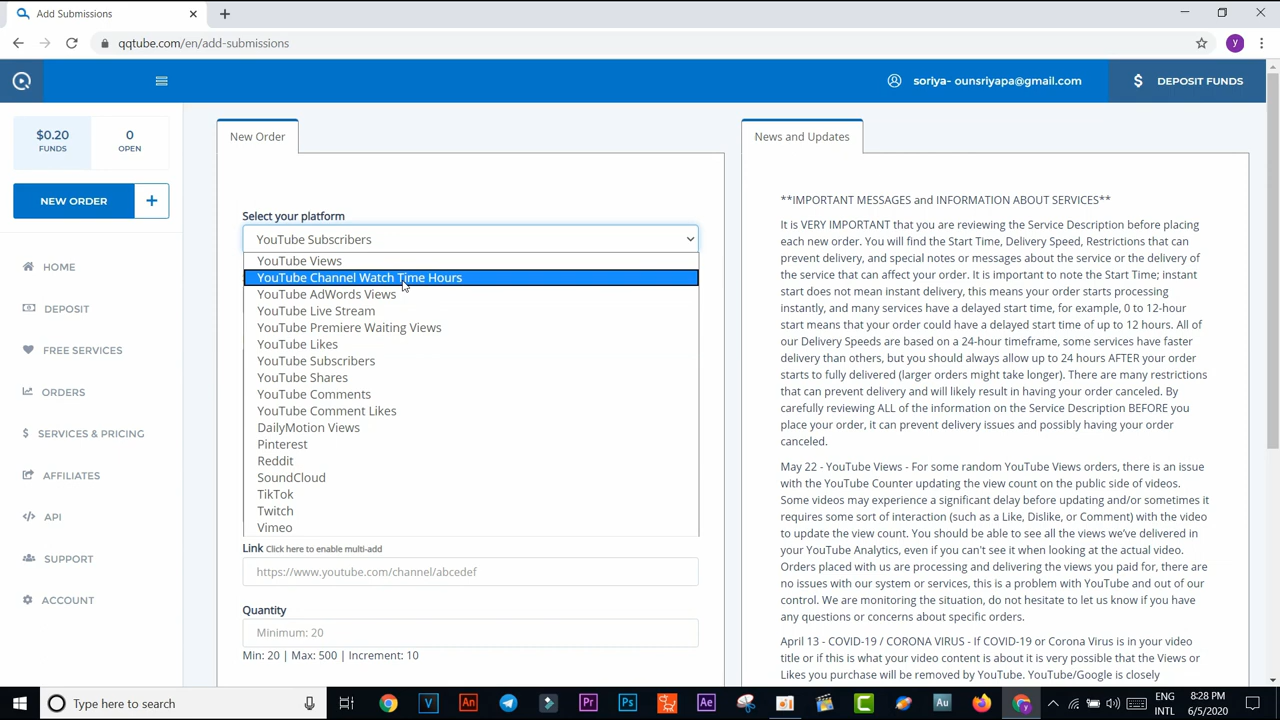 Add Submissions
qqtube.com/en/add-submissions
y
soriya- ounsriyapa@gmail.com
$ DEPOSIT FUNDS
$0.20
FUNDS
0
OPEN
NEW ORDER +
HOME
DEPOSIT
FREE SERVICES
ORDERS
$ SERVICES & PRICING
AFFILIATES
API
SUPPORT
ACCOUNT
New Order
Select your platform
YouTube Subscribers
YouTube Views
YouTube Channel Watch Time Hours
YouTube AdWords Views
YouTube Live Stream
YouTube Premiere Waiting Views
YouTube Likes
YouTube Subscribers
YouTube Shares
YouTube Comments
YouTube Comment Likes
DailyMotion Views
Pinterest
Reddit
SoundCloud
TikTok
Twitch
Vimeo
Link Click here to enable multi-add
https://www.youtube.com/channel/abcedef
Quantity
Minimum: 20
Min: 20 | Max: 500 | Increment: 10
News and Updates
**IMPORTANT MESSAGES and INFORMATION ABOUT SERVICES**
It is VERY IMPORTANT that you are reviewing the Service Description before placing
each new order. You will find the Start Time, Delivery Speed, Restrictions that can
prevent delivery, and special notes or messages about the service or the delivery of
the service that can affect your order. It is important to note the Start Time; instant
start does not mean instant delivery, this means your order starts processing
instantly, and many services have a delayed start time, for example, 0 to 12-hour
start means that your order could have a delayed start time of up to 12 hours. All of
our Delivery Speeds are based on a 24-hour timeframe, some services have faster
delivery than others, but you should always allow up to 24 hours AFTER your order
starts to fully delivered (larger orders might take longer). There are many restrictions
that can prevent delivery and will likely result in having your order canceled. By
carefully reviewing ALL of the information on the Service Description BEFORE you
place your order, it can prevent delivery issues and possibly having your order
canceled.
May 22 - YouTube Views - For some random YouTube Views orders, there is an issue
with the YouTube Counter updating the view count on the public side of videos.
Some videos may experience a significant delay before updating and/or sometimes it
requires some sort of interaction (such as a Like, Dislike, or Comment) with the video
to update the view count. You should be able to see all the views we've delivered in
your YouTube Analytics, even if you can't see it when looking at the actual video.
Orders placed with us are processing and delivering the views you paid for, there are
no issues with our system or services, this is a problem with YouTube and out of our
control. We are monitoring the situation, do not hesitate to let us know if you have
any questions or concerns about specific orders.
April 13 - COVID-19 / CORONA VIRUS - If COVID-19 or Corona Virus is in your video
title or if this is what your video content is about it is very possible that the Views or
Likes you purchase will be removed by YouTube. YouTube/Google is closely
Type here to search
V
An
Pr
Ps
Ae
C
Au
y
ENG
INTL
8:28 PM
6/5/2020